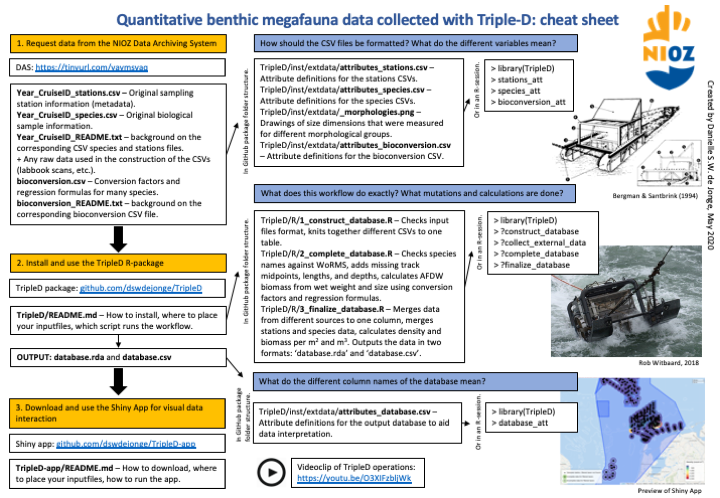 Quantitative benthic megafauna data collected with Triple-D: cheat sheet
1. Request data from the NIOZ Data Archiving System
DAS: https://tinyurl.com/yaymsyaq
Year_CruiseID_stations.csv – Original sampling
station information (metadata).
Year_CruiseID_species.csv – Original biological
sample information.
Year_CruiseID_README.txt – background on the
corresponding CSV species and stations files.
+ Any raw data used in the construction of the CSVs
(labbook scans, etc.).
bioconversion.csv – Conversion factors and
regression formulas for many species.
bioconversion_README.txt – background on the
corresponding bioconversion CSV file.
2. Install and use the TripleD R-package
TripleD package: github.com/dswdejonge/TripleD
TripleD/README.md – How to install, where to place
your inputfiles, which script runs the workflow.
OUTPUT: database.rda and database.csv
3. Download and use the Shiny App for visual data
interaction
Shiny app: github.com/dswdejonge/TripleD-app
TripleD-app/README.md – How to download, where
to place your inputfiles, how to run the app.
How should the CSV files be formatted? What do the different variables mean?
In GitHub package folder structure.
TripleD/inst/extdata/attributes_stations.csv –
Attribute definitions for the stations CSVs.
TripleD/inst/extdata/attributes_species.csv –
Attribute definitions for the species CSVs.
TripleD/inst/extdata/_morphologies.png –
Drawings of size dimensions that were measured
for different morphological groups.
TripleD/inst/extdata/attributes_bioconversion.csv
– Attribute definitions for the bioconversion CSV.
Or in an R-session.
> library(TripleD)
> stations_att
> species_att
> bioconversion_att
What does this workflow do exactly? What mutations and calculations are done?
In GitHub package folder structure.
TripleD/R/1_construct_database.R – Checks input
files format, knits together different CSVs to one
table.
TripleD/R/2_complete_database.R – Checks species
names against WoRMS, adds missing track
midpoints, lengths, and depths, calculates AFDW
biomass from wet weight and size using conversion
factors and regression formulas.
TripleD/R/3_finalize_database.R – Merges data
from different sources to one column, merges
stations and species data, calculates density and
biomass per m² and m³. Outputs the data in two
formats: 'database.rda' and 'database.csv'.
Or in an R-session.
> library(TripleD)
> ?construct_database
> ?collect_external_data
> ?complete_database
> ?finalize_database
What do the different column names of the database mean?
In GitHub package
folder structure.
TripleD/inst/extdata/attributes_database.csv –
Attribute definitions for the output database to aid
data interpretation.
Or in an R-session.
> library(TripleD)
> database_att
Videoclip of TripleD operations:
https://youtu.be/O3XIFzbljWk
NIOZ
Bergman & Santbrink (1994)
Rob Witbaard, 2018
Preview of Shiny App
Created by Danielle S.W. de Jonge, May 2020